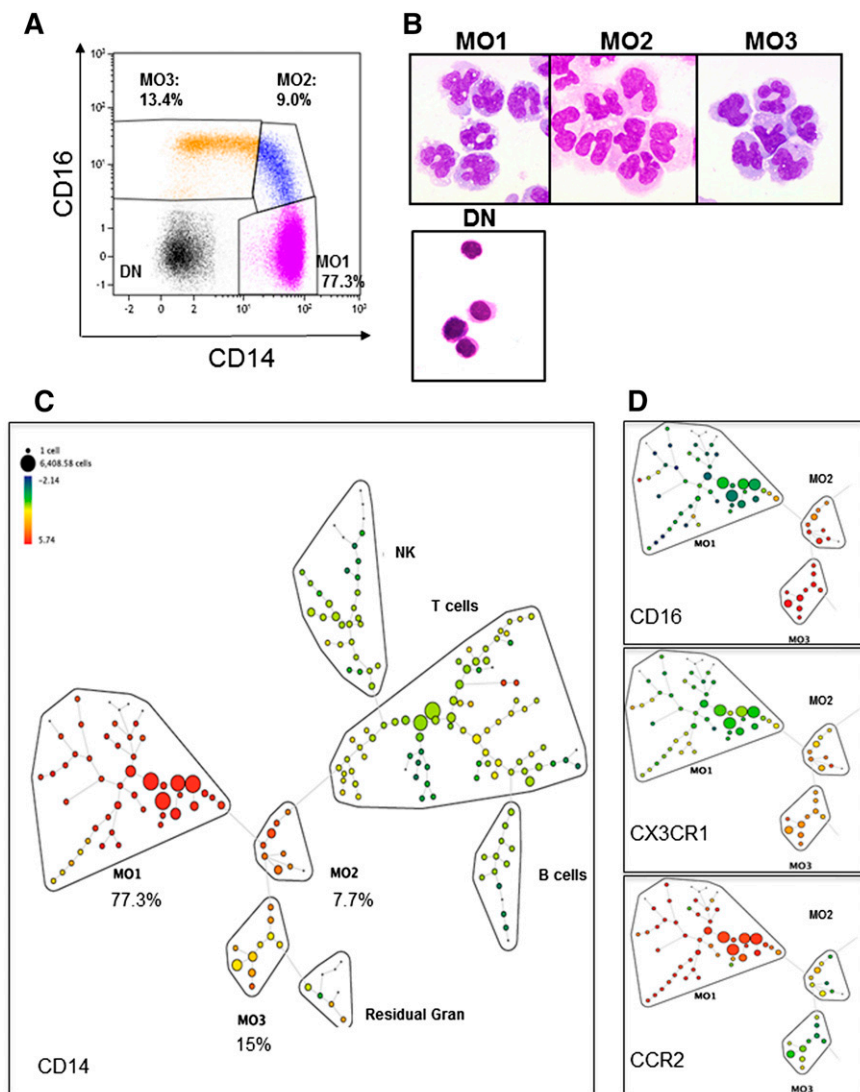 A
CD16
10³
10²
10¹
1
0
-1
MO3:
13.4%
MO2:
9.0%
DN
MO1
77.3%
-2
0
2
10¹
10²
10³
CD14
B
MO1
MO2
MO3
DN
C
1 cell
6,408.58 cells
-2.14
5.74
NK
T cells
MO1
77.3%
MO2
7.7%
B cells
MO3
15%
Residual Gran
CD14
D
MO2
MO1
CD16
MO3
MO2
MO1
CX3CR1
MO3
MO2
MO1
CCR2
MO3